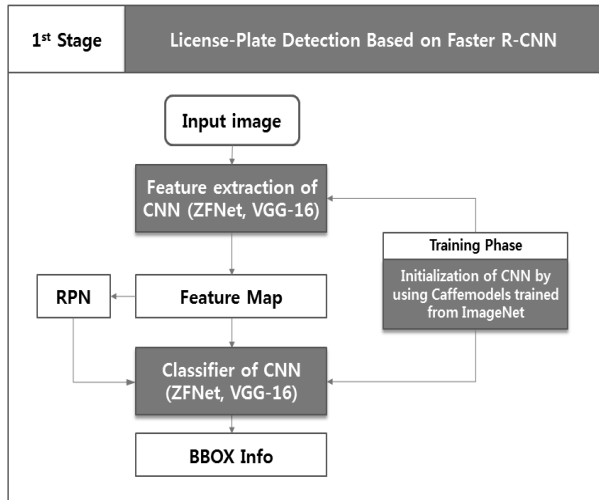 1st Stage
License-Plate Detection Based on Faster R-CNN
Input image
Feature extraction of
CNN (ZFNet, VGG-16)
Training Phase
Initialization of CNN by
using Caffemodels trained
from ImageNet
RPN
Feature Map
Classifier of CNN
(ZFNet, VGG-16)
BBOX Info